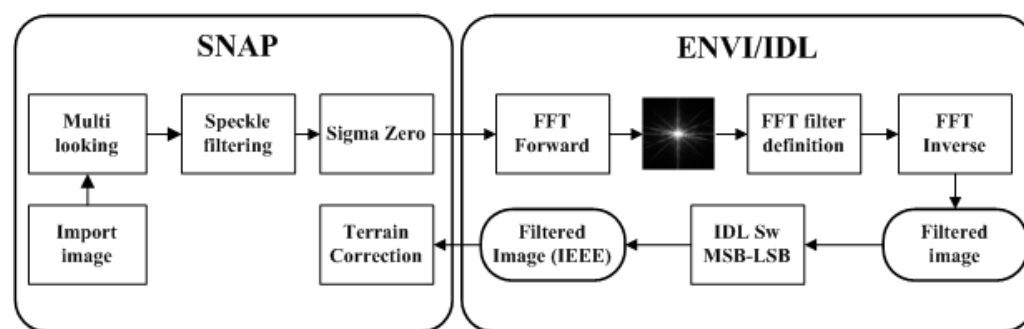 SNAP
ENVI/IDL
Multi
looking
Speckle
filtering
Sigma Zero
FFT
Forward
FFT filter
definition
FFT
Inverse
Import
image
Terrain
Correction
Filtered
Image (IEEE)
IDL Sw
MSB-LSB
Filtered
image